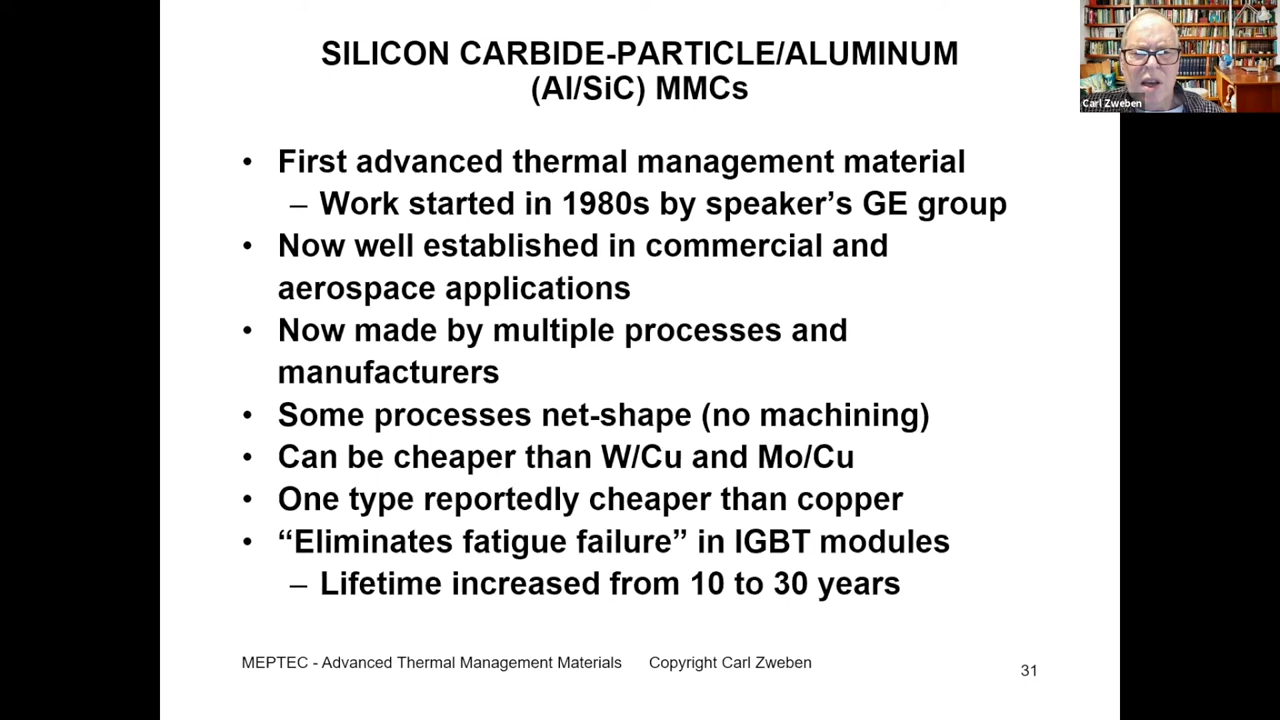 SILICON CARBIDE-PARTICLE/ALUMINUM
(Al/SiC) MMCs
Carl Zweben
• First advanced thermal management material
– Work started in 1980s by speaker’s GE group
• Now well established in commercial and
aerospace applications
• Now made by multiple processes and
manufacturers
• Some processes net-shape (no machining)
• Can be cheaper than W/Cu and Mo/Cu
• One type reportedly cheaper than copper
• “Eliminates fatigue failure” in IGBT modules
– Lifetime increased from 10 to 30 years
MEPTEC - Advanced Thermal Management Materials Copyright Carl Zweben
31